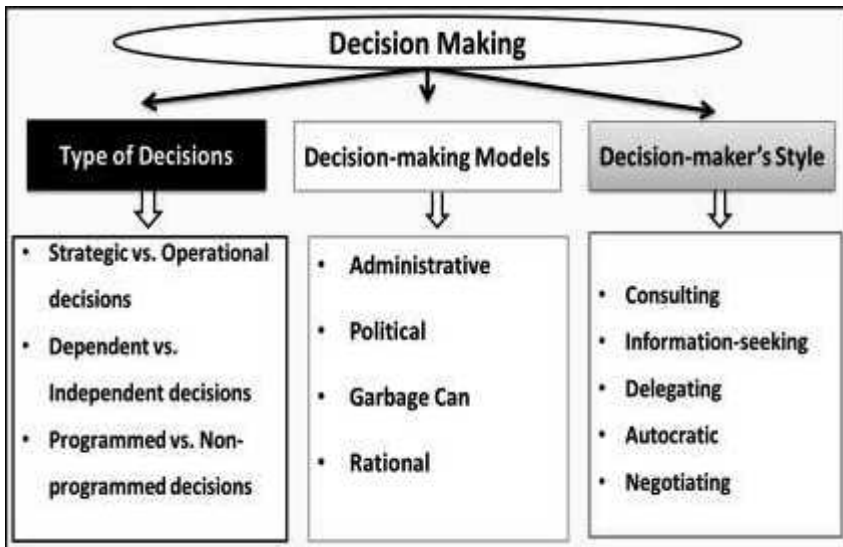 Decision Making
Type of Decisions
Decision-making Models
Decision-maker's Style
• Strategic vs. Operational
decisions
• Dependent vs.
Independent decisions
• Programmed vs. Non-
programmed decisions
• Administrative
• Political
• Garbage Can
• Rational
• Consulting
• Information-seeking
• Delegating
• Autocratic
• Negotiating